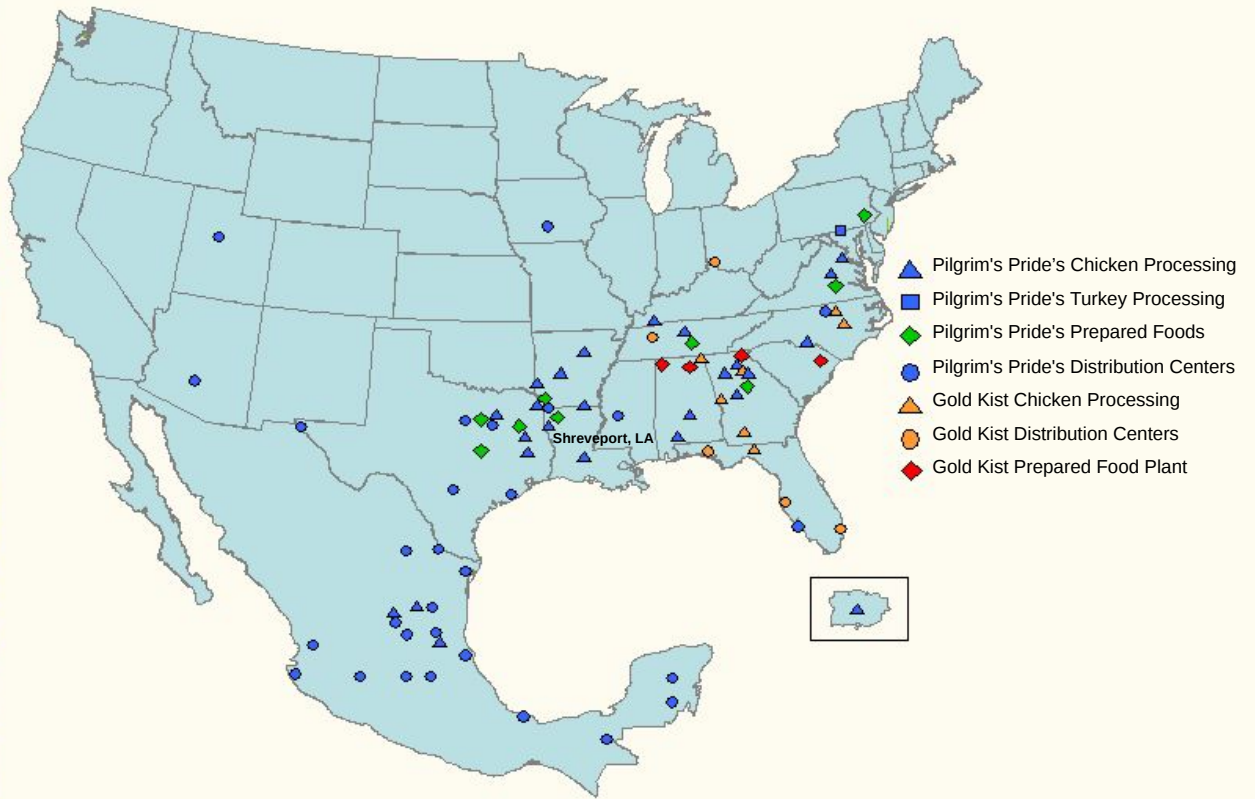 Pilgrim's Pride’s Chicken Processing
Pilgrim's Pride's Turkey Processing
Pilgrim's Pride's Prepared Foods
Pilgrim's Pride's Distribution Centers
Gold Kist Chicken Processing
Gold Kist Distribution Centers
Gold Kist Prepared Food Plant
Shreveport, LA